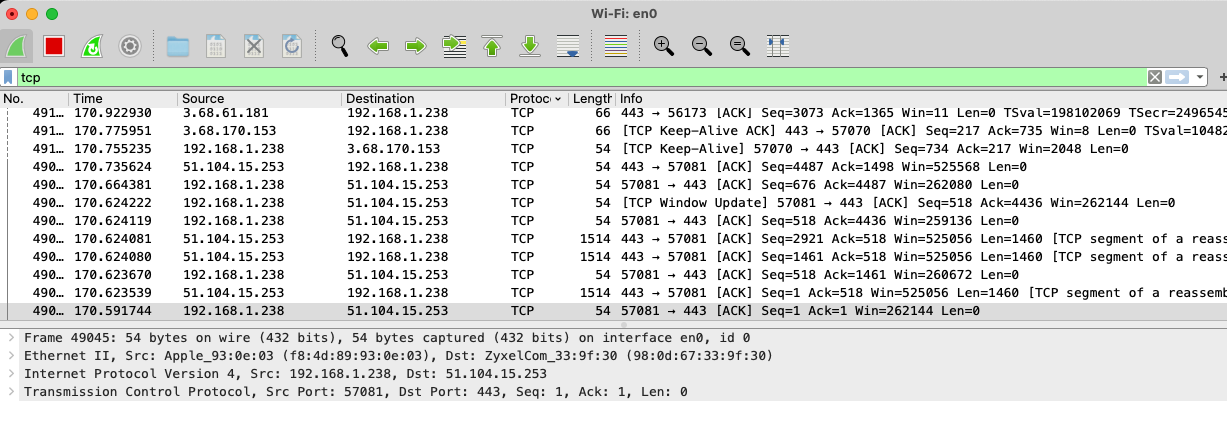 Wi-Fi: en0
tcp
No. Time Source Destination Protoc Length Info
491… 170.922930 3.68.61.181 192.168.1.238 TCP 66 443 → 56173 [ACK] Seq=3073 Ack=1365 Win=11 Len=0 TSval=198102069 TSecr=2496545
491… 170.775951 3.68.170.153 192.168.1.238 TCP 66 [TCP Keep-Alive ACK] 443 → 57070 [ACK] Seq=217 Ack=735 Win=8 Len=0 TSval=10482
491… 170.755235 192.168.1.238 3.68.170.153 TCP 54 [TCP Keep-Alive] 57070 → 443 [ACK] Seq=734 Ack=217 Win=2048 Len=0
490… 170.735624 51.104.15.253 192.168.1.238 TCP 54 443 → 57081 [ACK] Seq=4487 Ack=1498 Win=525568 Len=0
490… 170.664381 192.168.1.238 51.104.15.253 TCP 54 57081 → 443 [ACK] Seq=676 Ack=4487 Win=262080 Len=0
490… 170.624222 192.168.1.238 51.104.15.253 TCP 54 [TCP Window Update] 57081 → 443 [ACK] Seq=518 Ack=4436 Win=262144 Len=0
490… 170.624119 192.168.1.238 51.104.15.253 TCP 54 57081 → 443 [ACK] Seq=518 Ack=4436 Win=259136 Len=0
490… 170.624081 51.104.15.253 192.168.1.238 TCP 1514 443 → 57081 [ACK] Seq=2921 Ack=518 Win=525056 Len=1460 [TCP segment of a reass
490… 170.624080 51.104.15.253 192.168.1.238 TCP 1514 443 → 57081 [ACK] Seq=1461 Ack=518 Win=525056 Len=1460 [TCP segment of a reass
490… 170.623670 192.168.1.238 51.104.15.253 TCP 54 57081 → 443 [ACK] Seq=518 Ack=1461 Win=260672 Len=0
490… 170.623539 51.104.15.253 192.168.1.238 TCP 1514 443 → 57081 [ACK] Seq=1 Ack=518 Win=525056 Len=1460 [TCP segment of a reassemb
490… 170.591744 192.168.1.238 51.104.15.253 TCP 54 57081 → 443 [ACK] Seq=1 Ack=1 Win=262144 Len=0
Frame 49045: 54 bytes on wire (432 bits), 54 bytes captured (432 bits) on interface en0, id 0
Ethernet II, Src: Apple_93:0e:03 (f8:4d:89:93:0e:03), Dst: ZyxelCom_33:9f:30 (98:0d:67:33:9f:30)
Internet Protocol Version 4, Src: 192.168.1.238, Dst: 51.104.15.253
Transmission Control Protocol, Src Port: 57081, Dst Port: 443, Seq: 1, Ack: 1, Len: 0